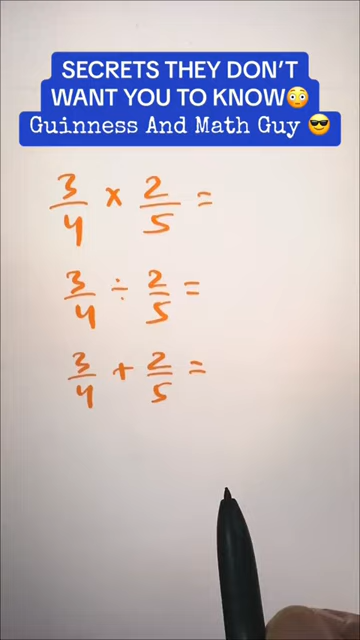 SECRETS THEY DON'T
WANT YOU TO KNOW😳
Guinness And Math Guy 😎
3/4 × 2/5 =
3/4 ÷ 2/5 =
3/4 + 2/5 =